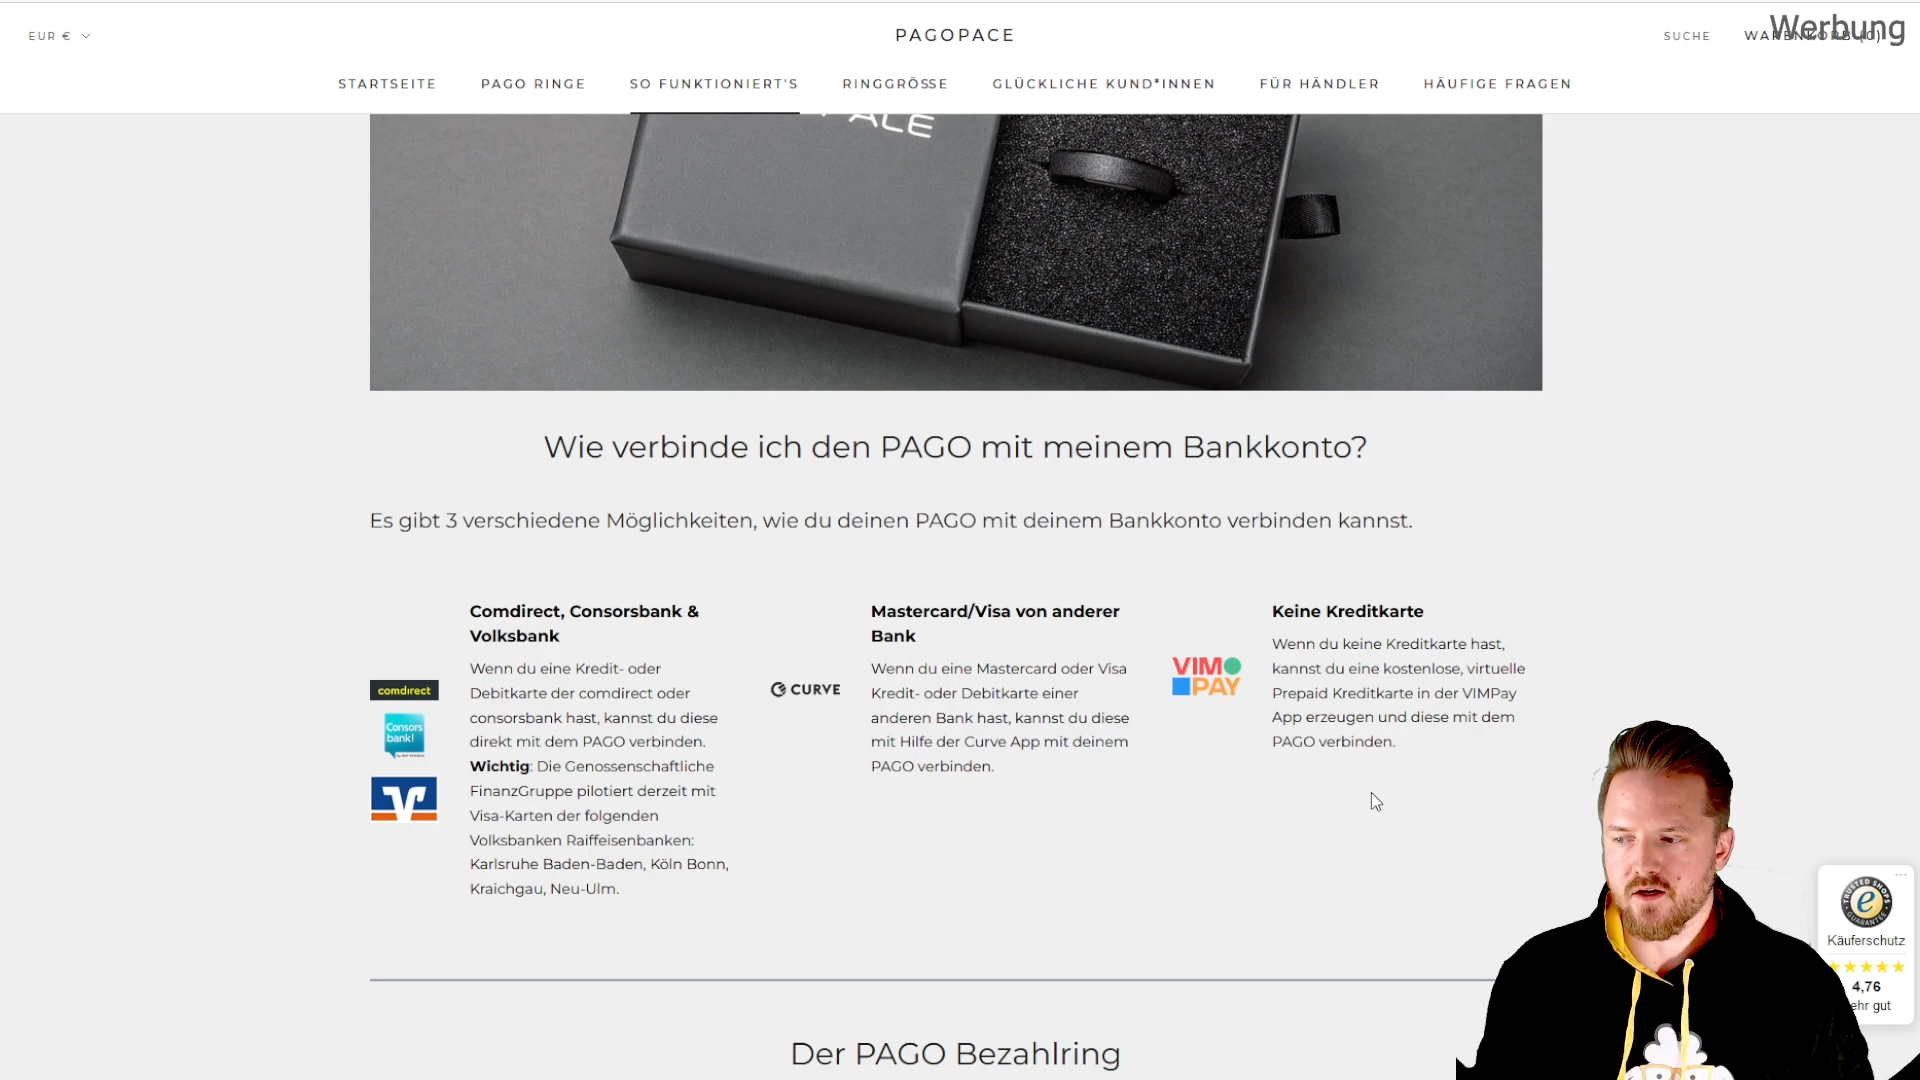 EUR €
PAGOPACE
SUCHE
WARENKORB (0)
Werbung
STARTSEITE
PAGO RINGE
SO FUNKTIONIERT'S
RINGGRÖSSE
GLÜCKLICHE KUND*INNEN
FÜR HÄNDLER
HÄUFIGE FRAGEN
Wie verbinde ich den PAGO mit meinem Bankkonto?
Es gibt 3 verschiedene Möglichkeiten, wie du deinen PAGO mit deinem Bankkonto verbinden kannst.
comdirect
Consors
bank!
Comdirect, Consorsbank &
Volksbank
Wenn du eine Kredit- oder
Debitkarte der comdirect oder
consorsbank hast, kannst du diese
direkt mit dem PAGO verbinden.
Wichtig: Die Genossenschaftliche
FinanzGruppe pilotiert derzeit mit
Visa-Karten der folgenden
Volksbanken Raiffeisenbanken:
Karlsruhe Baden-Baden, Köln Bonn,
Kraichgau, Neu-Ulm.
CURVE
Mastercard/Visa von anderer
Bank
Wenn du eine Mastercard oder Visa
Kredit- oder Debitkarte einer
anderen Bank hast, kannst du diese
mit Hilfe der Curve App mit deinem
PAGO verbinden.
VIM
PAY
Keine Kreditkarte
Wenn du keine Kreditkarte hast,
kannst du eine kostenlose, virtuelle
Prepaid Kreditkarte in der VIMPay
App erzeugen und diese mit dem
PAGO verbinden.
TRUSTED SHOPS
GUARANTEE
e
Käuferschutz
4,76
ehr gut
Der PAGO Bezahlring